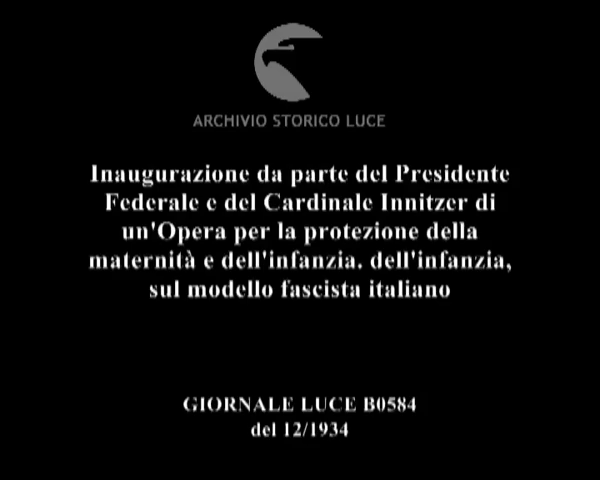 ARCHIVIO STORICO LUCE
Inaugurazione da parte del Presidente
Federale e del Cardinale Innitzer di
un'Opera per la protezione della
maternità e dell'infanzia. dell'infanzia,
sul modello fascista italiano
GIORNALE LUCE B0584
del 12/1934